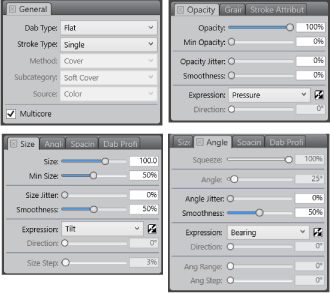 General
Dab Type: Flat
Stroke Type: Single
Method: Cover
Subcategory: Soft Cover
Source: Color
Multicore
Opacity Grair Stroke Attribut
Opacity: 100%
Min Opacity: 0%
Opacity Jitter: 0%
Smoothness: 0%
Expression: Pressure
Direction: 0°
Size Angl Spacin Dab Profi
Size: 100.0
Min Size: 50%
Size Jitter: 0%
Smoothness: 50%
Expression: Tilt
Direction: 0°
Size Step: 3%
Siz Angle Spacin Dab Profi
Squeeze: 100%
Angle: 25°
Angle Jitter: 0%
Smoothness: 50%
Expression: Bearing
Direction: 0°
Ang Range: 0°
Ang Step: 0°